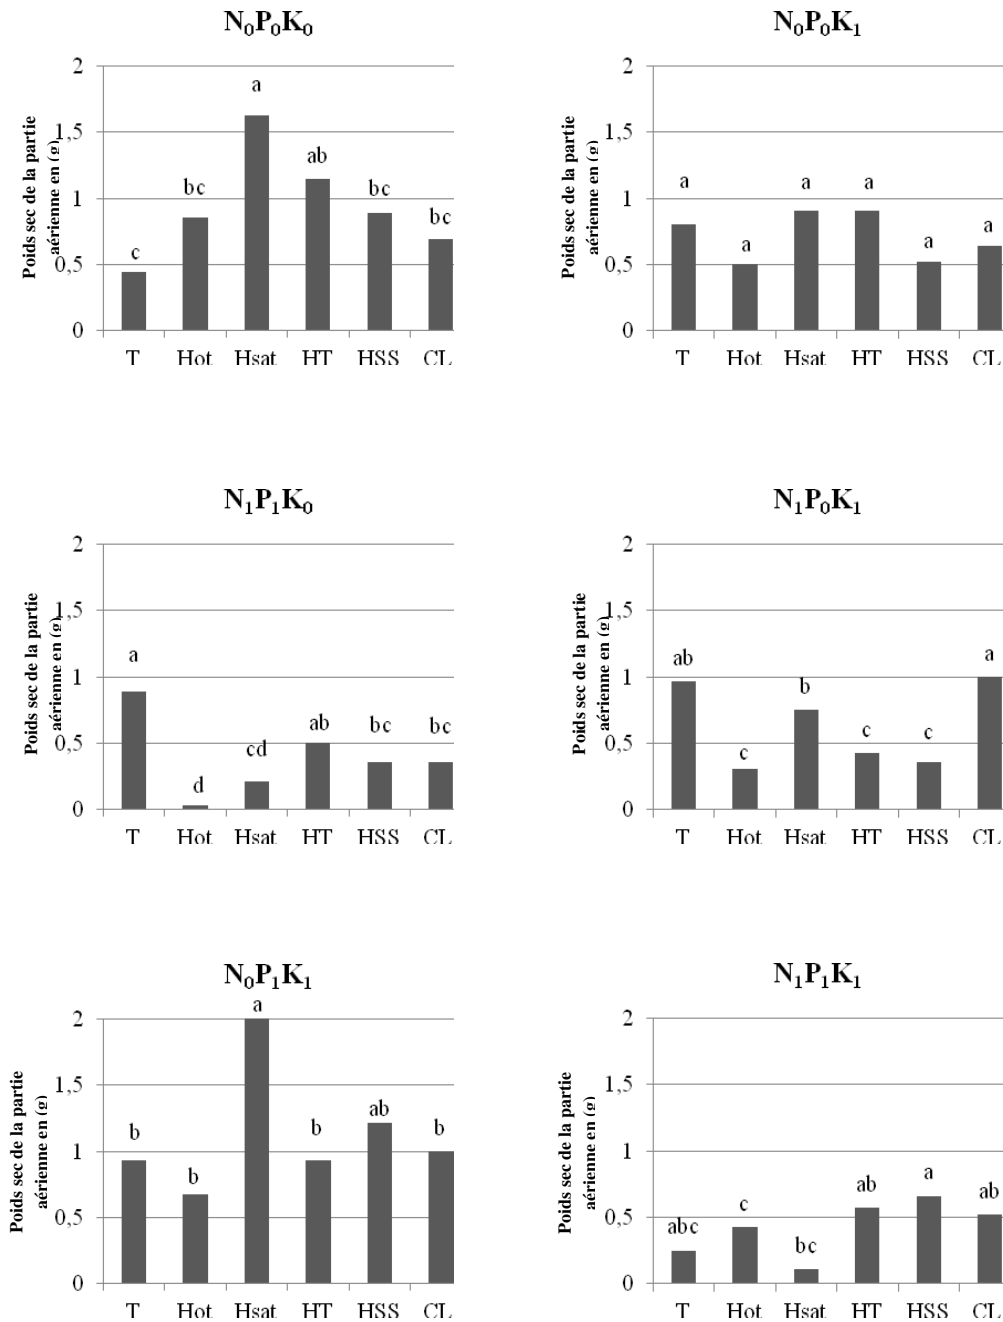 N₀P₀K₀
Poids sec de la partie
aérienne en (g)
2
1,5
1
0,5
0
c
bc
a
ab
bc
bc
T Hot Hsat HT HSS CL
N₀P₀K₁
Poids sec de la partie
aérienne en (g)
2
1,5
1
0,5
0
a
a
a
a
a
a
T Hot Hsat HT HSS CL
N₁P₁K₀
Poids sec de la partie
aérienne en (g)
2
1,5
1
0,5
0
a
d
cd
ab
bc
bc
T Hot Hsat HT HSS CL
N₁P₀K₁
Poids sec de la partie
aérienne en (g)
2
1,5
1
0,5
0
ab
c
b
c
c
a
T Hot Hsat HT HSS CL
N₀P₁K₁
Poids sec de la partie
aérienne en (g)
2
1,5
1
0,5
0
b
b
a
b
ab
b
T Hot Hsat HT HSS CL
N₁P₁K₁
Poids sec de la partie
aérienne en (g)
2
1,5
1
0,5
0
abc
c
bc
ab
a
ab
T Hot Hsat HT HSS CL